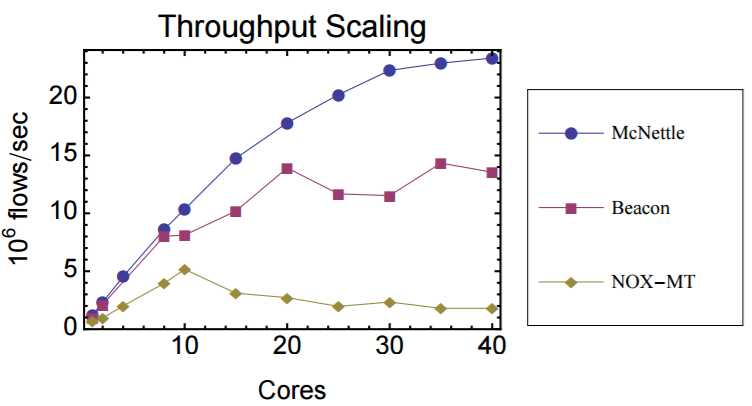 Throughput Scaling
10⁶ flows/sec
20
15
10
5
0
10 20 30 40
Cores
McNettle
Beacon
NOX−MT